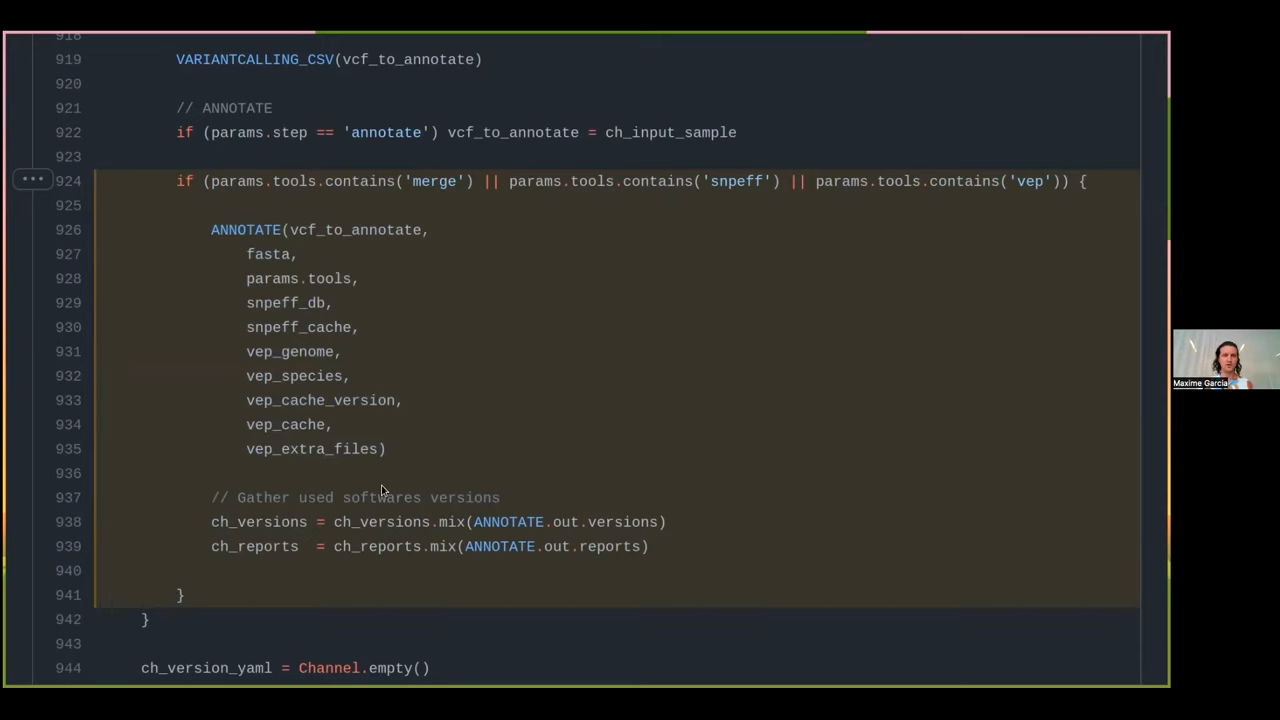 918
919 VARIANTCALLING_CSV(vcf_to_annotate)
920
921 // ANNOTATE
922 if (params.step == 'annotate') vcf_to_annotate = ch_input_sample
923
924 if (params.tools.contains('merge') || params.tools.contains('snpeff') || params.tools.contains('vep')) {
925
926 ANNOTATE(vcf_to_annotate,
927 fasta,
928 params.tools,
929 snpeff_db,
930 snpeff_cache,
931 vep_genome,
932 vep_species,
933 vep_cache_version,
934 vep_cache,
935 vep_extra_files)
936
937 // Gather used softwares versions
938 ch_versions = ch_versions.mix(ANNOTATE.out.versions)
939 ch_reports = ch_reports.mix(ANNOTATE.out.reports)
940
941 }
942 }
943
944 ch_version_yaml = Channel.empty()
Maxime Garcia